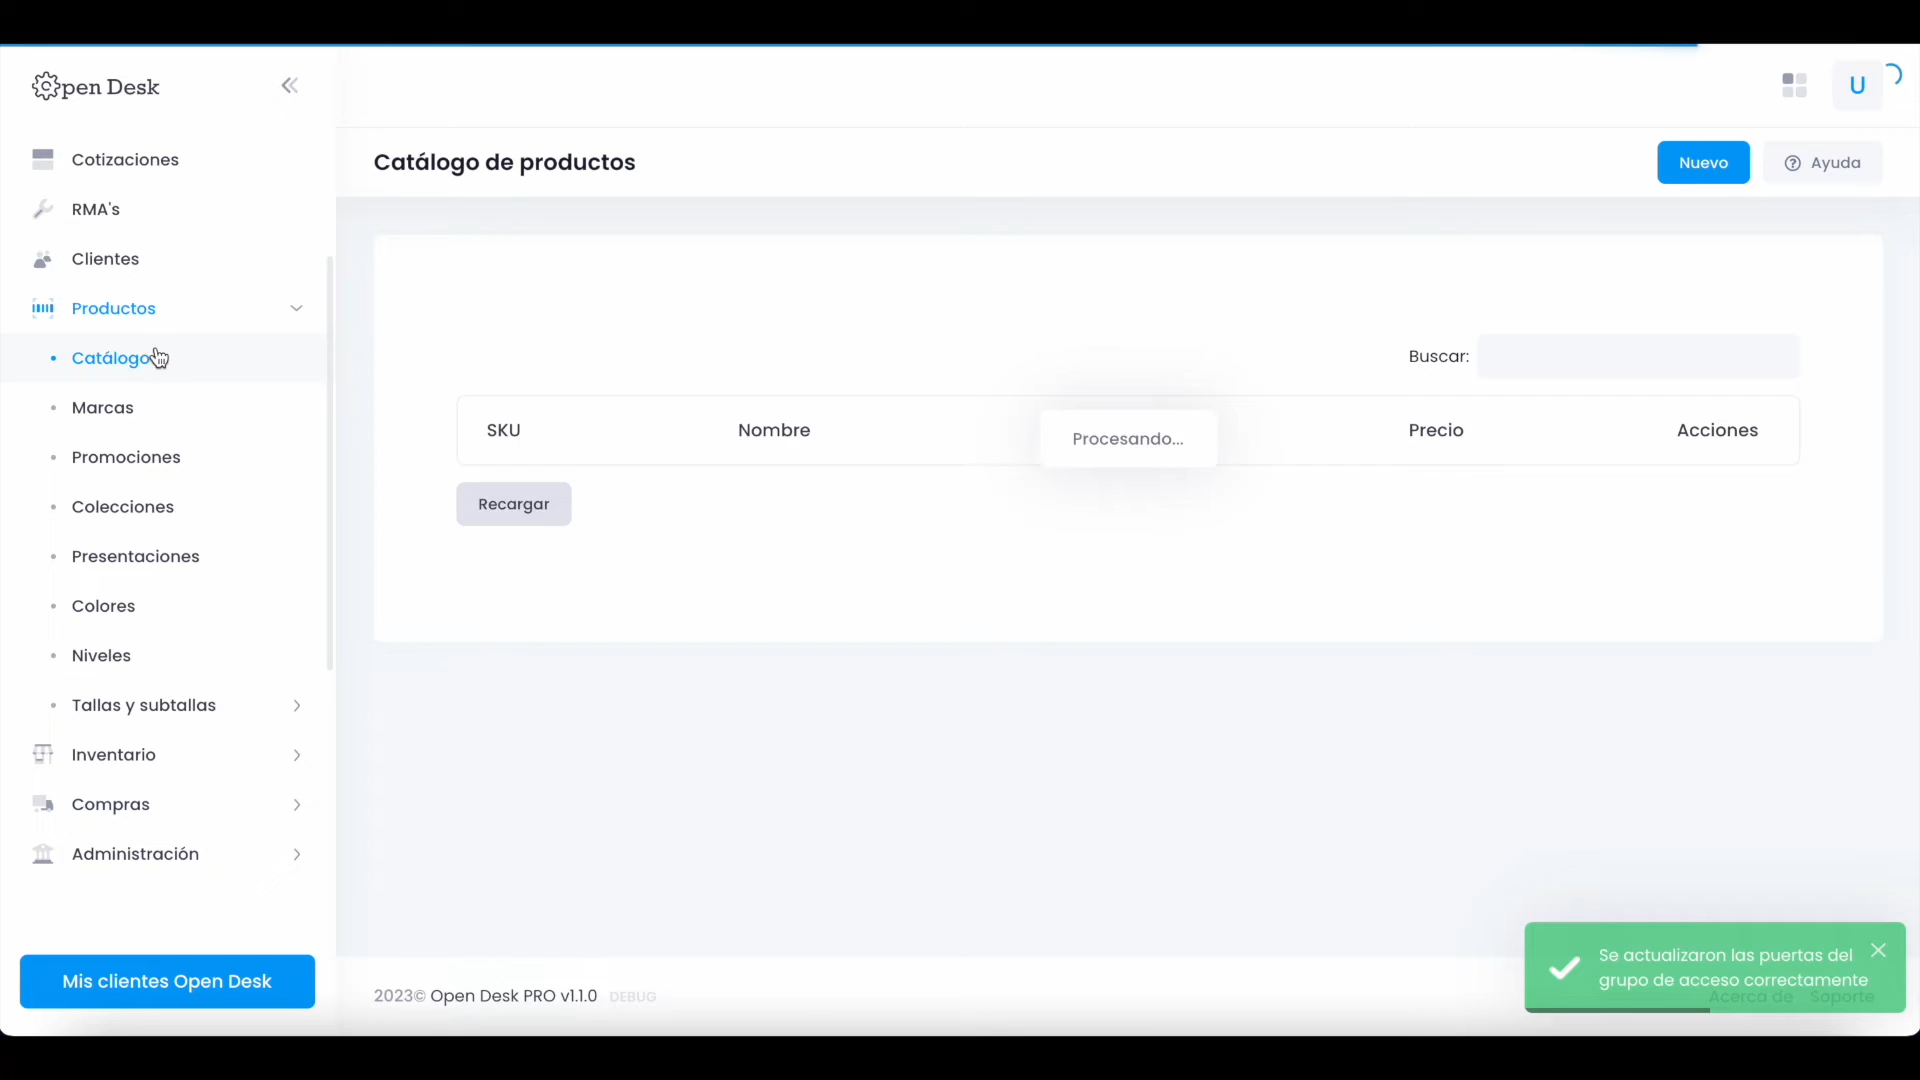 Open Desk
U
Cotizaciones
RMA's
Clientes
Productos
Catálogo
Marcas
Promociones
Colecciones
Presentaciones
Colores
Niveles
Tallas y subtallas
Inventario
Compras
Administración
Mis clientes Open Desk
Catálogo de productos
Nuevo
Ayuda
Buscar:
SKU Nombre Precio Acciones
Procesando...
Recargar
2023© Open Desk PRO v1.1.0 DEBUG
Se actualizaron las puertas del
grupo de acceso correctamente
Acerca de Soporte